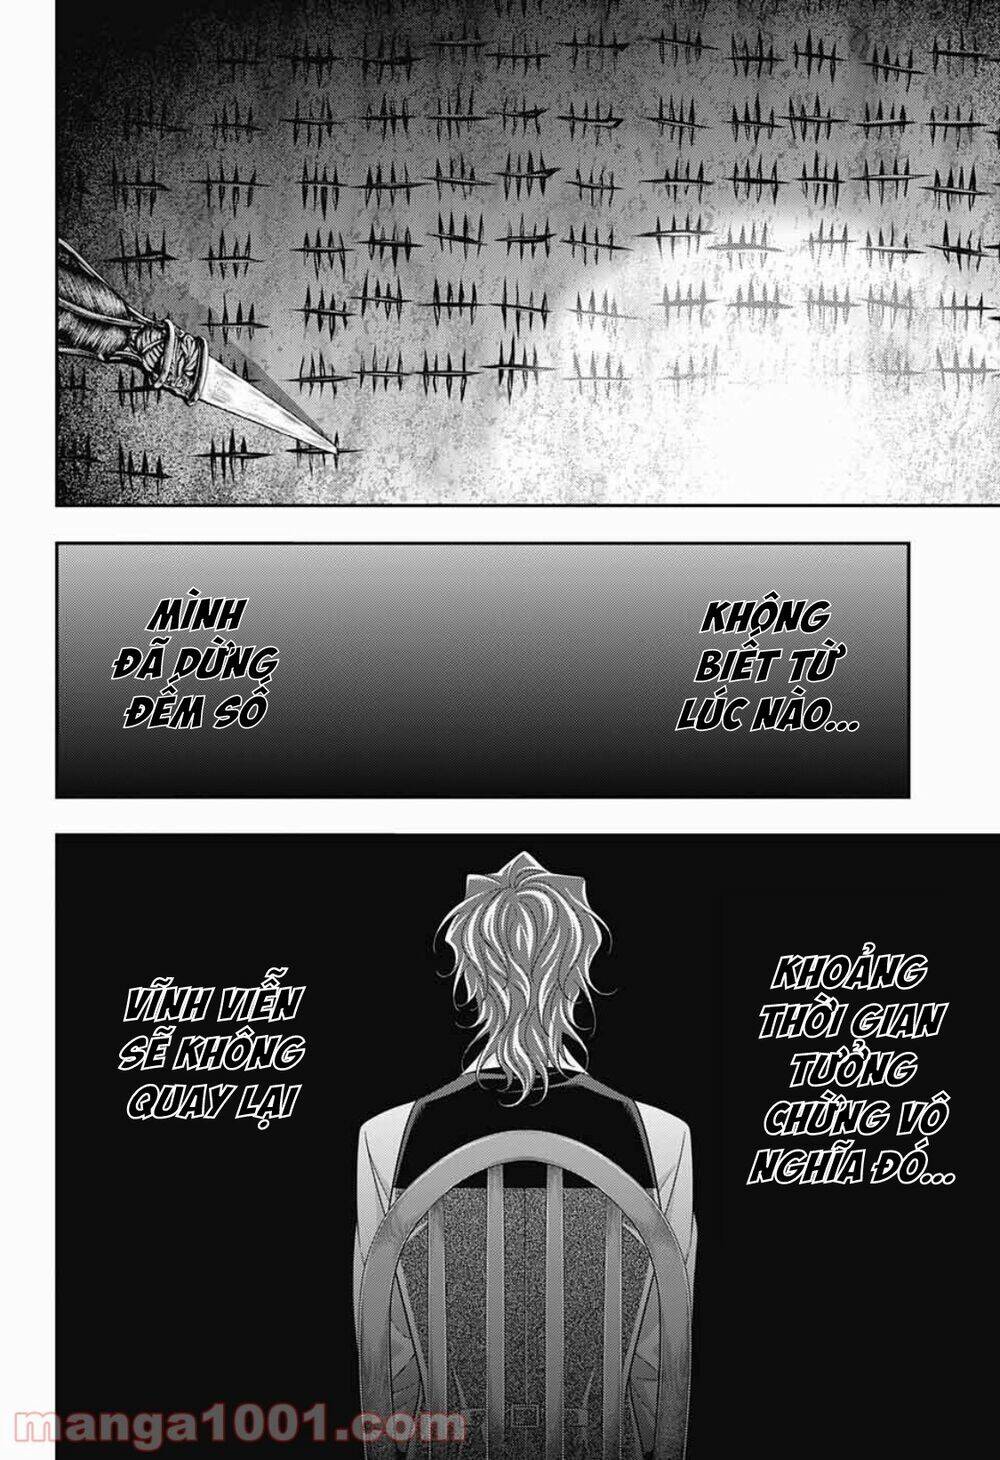 KHÔNG
BIẾT TỪ
LÚC NÀO...
MÌNH
ĐÃ DỪNG
ĐẾM SỐ
KHOẢNG
THỜI GIAN
TƯỞNG
CHỪNG VÔ
NGHĨA ĐÓ...
VĨNH VIỄN
SẼ KHÔNG
QUAY LẠI
manga1001.com